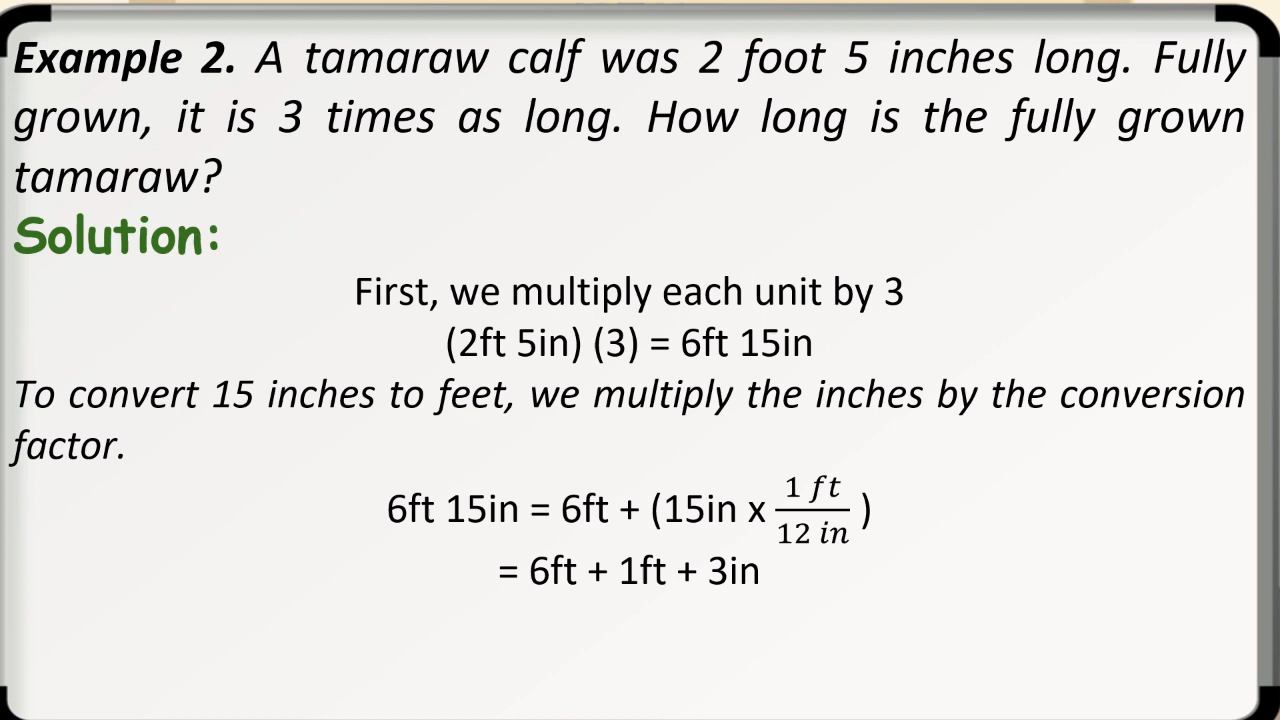 Example 2. A tamaraw calf was 2 foot 5 inches long. Fully
grown, it is 3 times as long. How long is the fully grown
tamaraw?
Solution:
First, we multiply each unit by 3
(2ft 5in) (3) = 6ft 15in
To convert 15 inches to feet, we multiply the inches by the conversion
factor.
6ft 15in = 6ft + (15in x 1 ft/12 in )
= 6ft + 1ft + 3in